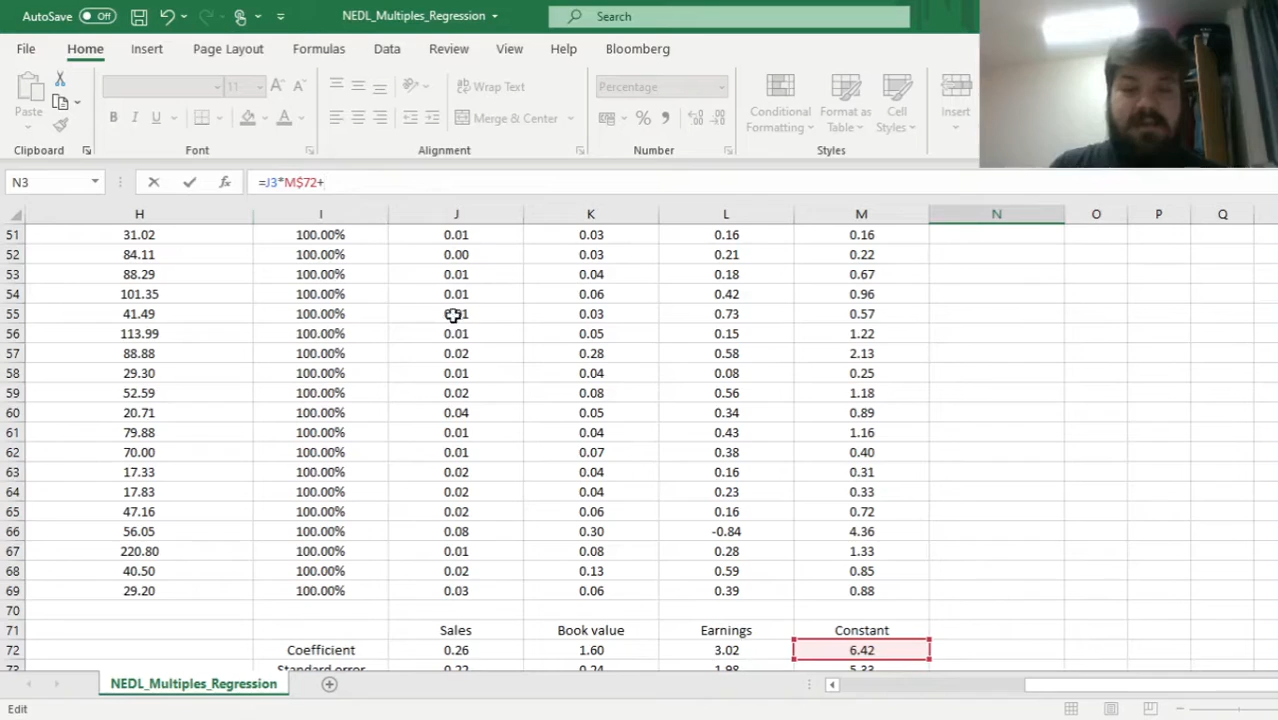 AutoSave Off NEDL_Multiples_Regression Search
File Home Insert Page Layout Formulas Data Review View Help Bloomberg
11 A A Wrap Text Percentage
Paste B I U A Merge & Center % Conditional Formatting Format as Table Cell Styles Insert
Clipboard Font Alignment Number Styles
N3 fx =J3*M$72+
H I J K L M N O P Q
51 31.02 100.00% 0.01 0.03 0.16 0.16
52 84.11 100.00% 0.00 0.03 0.21 0.22
53 88.29 100.00% 0.01 0.04 0.18 0.67
54 101.35 100.00% 0.01 0.06 0.42 0.96
55 41.49 100.00% 0.03 0.73 0.57
56 113.99 100.00% 0.01 0.05 0.15 1.22
57 88.88 100.00% 0.02 0.28 0.58 2.13
58 29.30 100.00% 0.01 0.04 0.08 0.25
59 52.59 100.00% 0.02 0.08 0.56 1.18
60 20.71 100.00% 0.04 0.05 0.34 0.89
61 79.88 100.00% 0.01 0.04 0.43 1.16
62 70.00 100.00% 0.01 0.07 0.38 0.40
63 17.33 100.00% 0.02 0.04 0.16 0.31
64 17.83 100.00% 0.02 0.04 0.23 0.33
65 47.16 100.00% 0.02 0.06 0.16 0.72
66 56.05 100.00% 0.08 0.30 -0.84 4.36
67 220.80 100.00% 0.01 0.08 0.28 1.33
68 40.50 100.00% 0.02 0.13 0.59 0.85
69 29.20 100.00% 0.03 0.06 0.39 0.88
70
71 Sales Book value Earnings Constant
72 Coefficient 0.26 1.60 3.02 6.42
73 Standard error 0.22 0.24 1.98 5.33
NEDL_Multiples_Regression
Edit